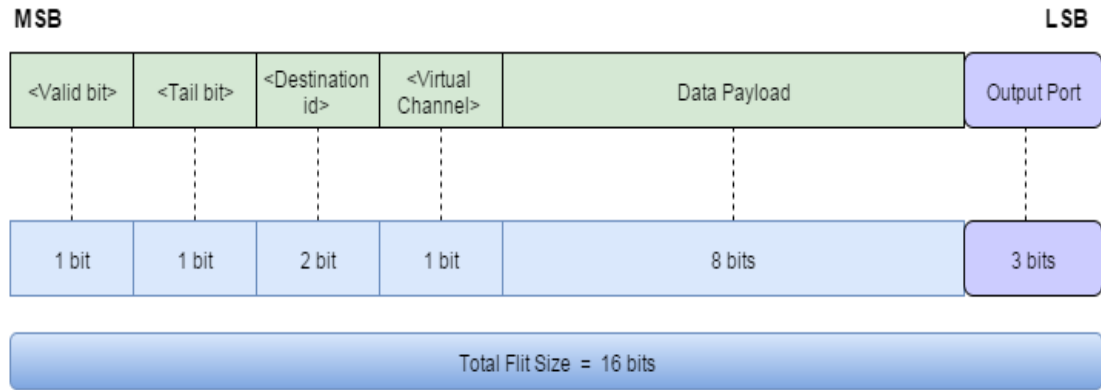 MSB
LSB
<Valid bit>
<Tail bit>
<Destination
id>
<Virtual
Channel>
Data Payload
Output Port
1 bit
1 bit
2 bit
1 bit
8 bits
3 bits
Total Flit Size = 16 bits